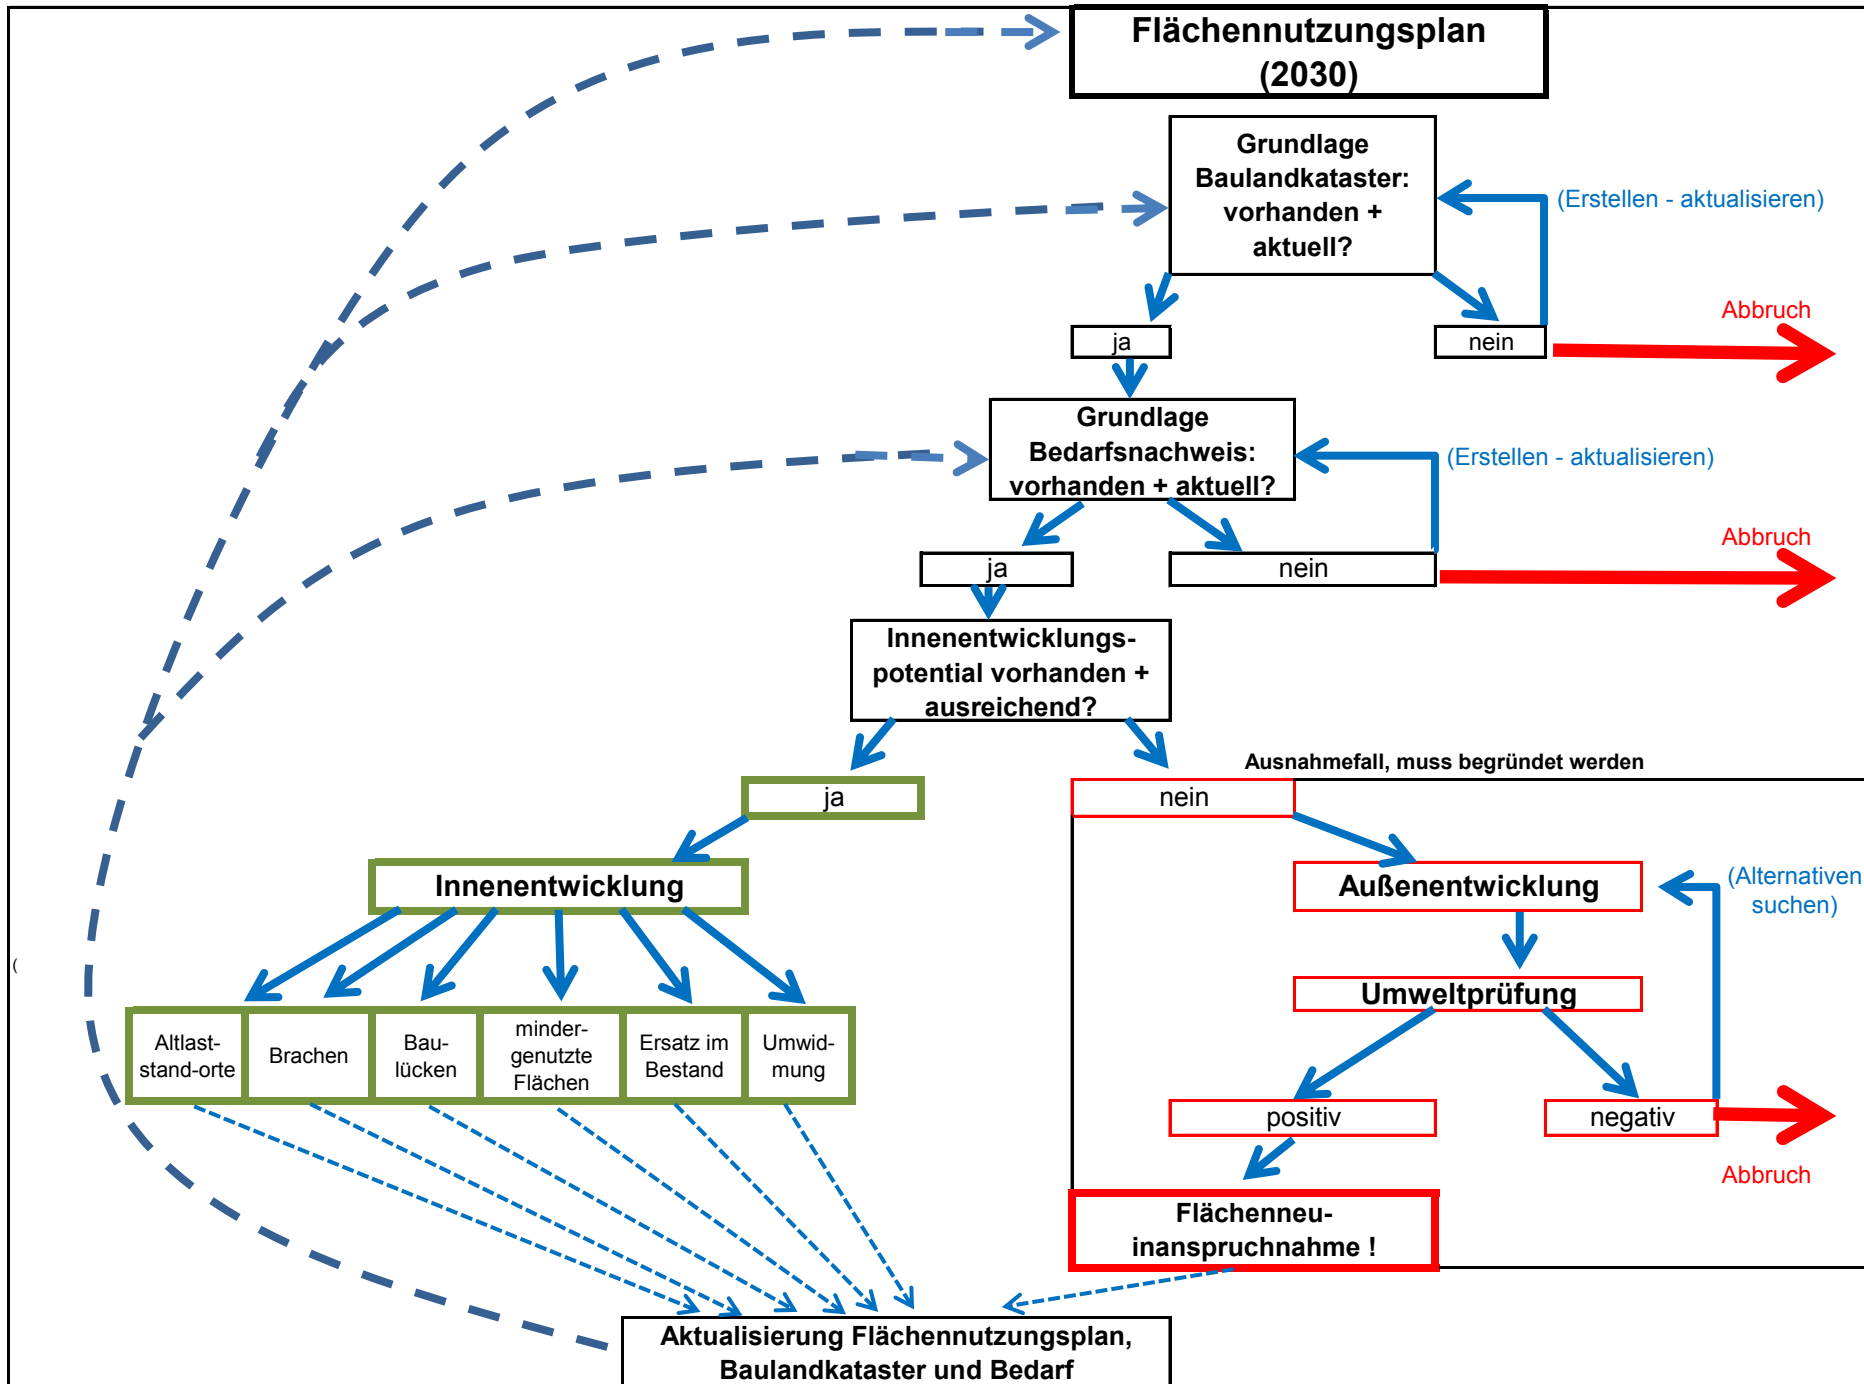 Flächennutzungsplan
(2030)
Grundlage
Baulandkataster:
vorhanden +
aktuell?
(Erstellen - aktualisieren)
Abbruch
ja
nein
Grundlage
Bedarfsnachweis:
vorhanden + aktuell?
(Erstellen - aktualisieren)
Abbruch
ja
nein
Innenentwicklungs-
potential vorhanden +
ausreichend?
Ausnahmefall, muss begründet werden
ja
nein
Innenentwicklung
Außenentwicklung
(Alternativen
suchen)
(
Umweltprüfung
Altlast-
stand-orte
Brachen
Bau-
lücken
minder-
genutzte
Flächen
Ersatz im
Bestand
Umwid-
mung
positiv
negativ
Abbruch
Flächenneu-
inanspruchnahme !
Aktualisierung Flächennutzungsplan,
Baulandkataster und Bedarf